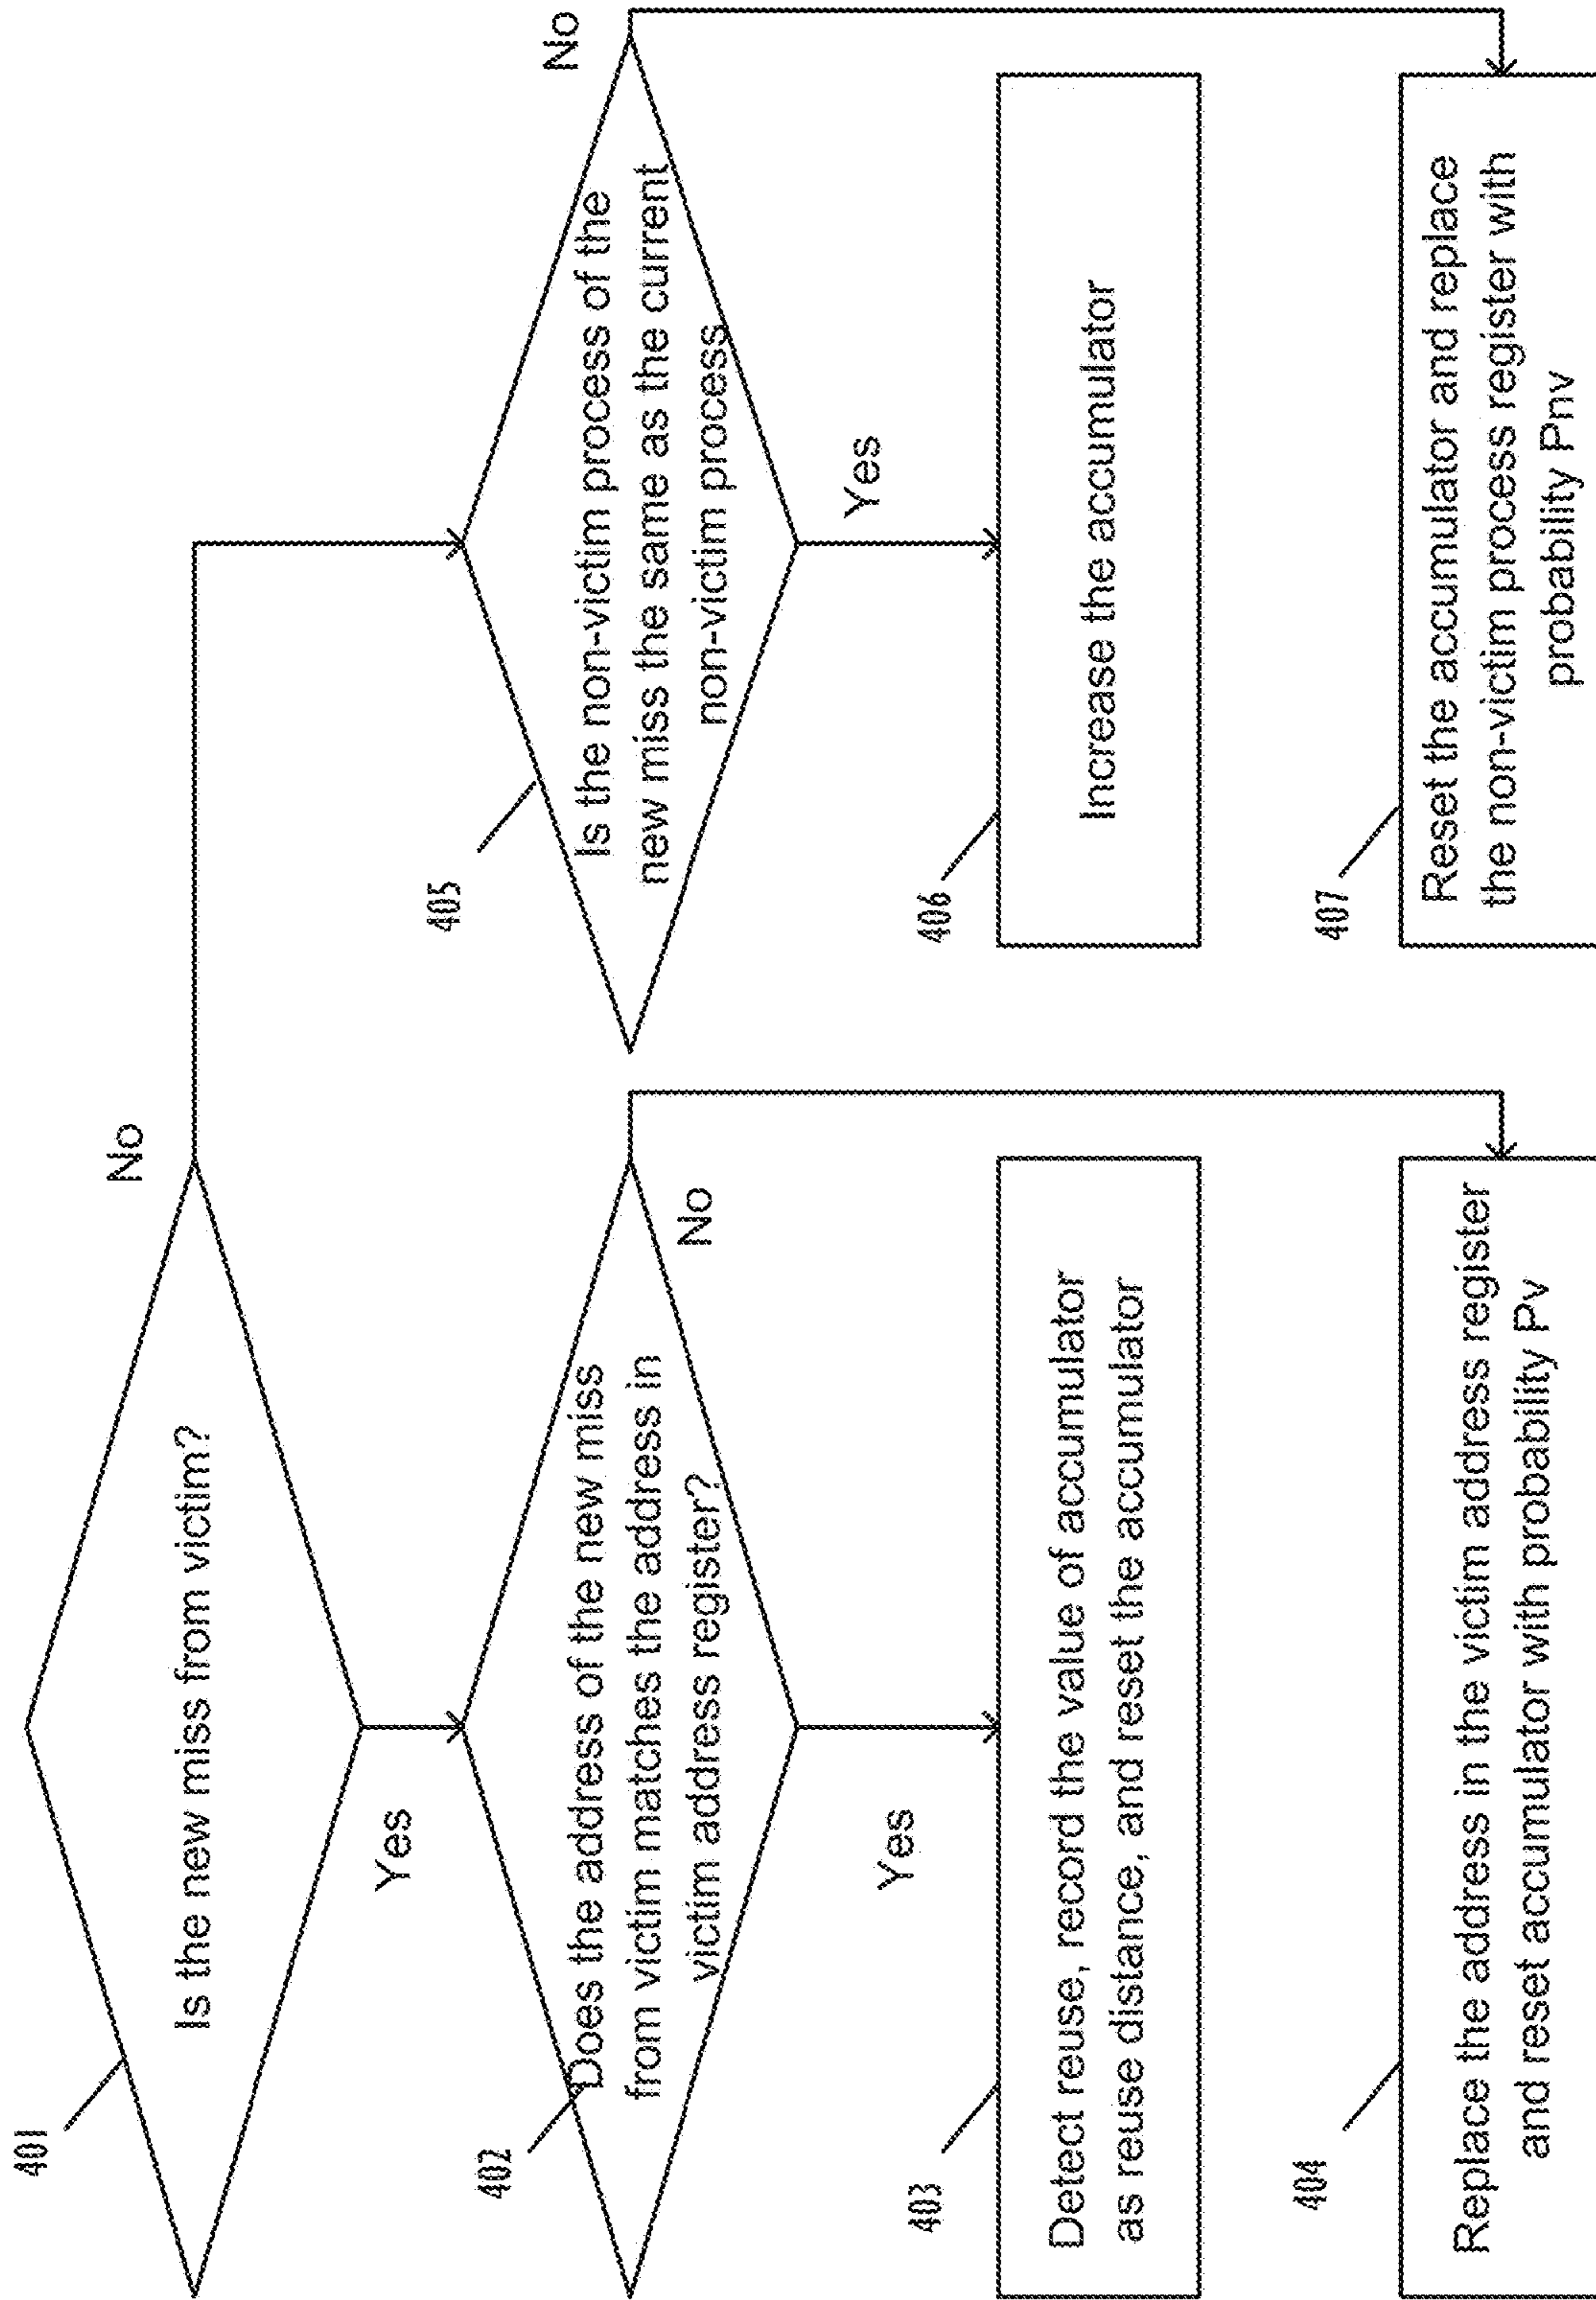 401
Is the new miss from victim?
No
Yes
402
Does the address of the new miss
from victim matches the address in
victim address register?
No
Yes
403
Detect reuse, record the value of accumulator
as reuse distance, and reset the accumulator
404
Replace the address in the victim address register
and reset accumulator with probability Pv
405
Is the non-victim process of the
new miss the same as the current
non-victim process
No
Yes
406
Increase the accumulator
407
Reset the accumulator and replace
the non-victim process register with
probability Pnv